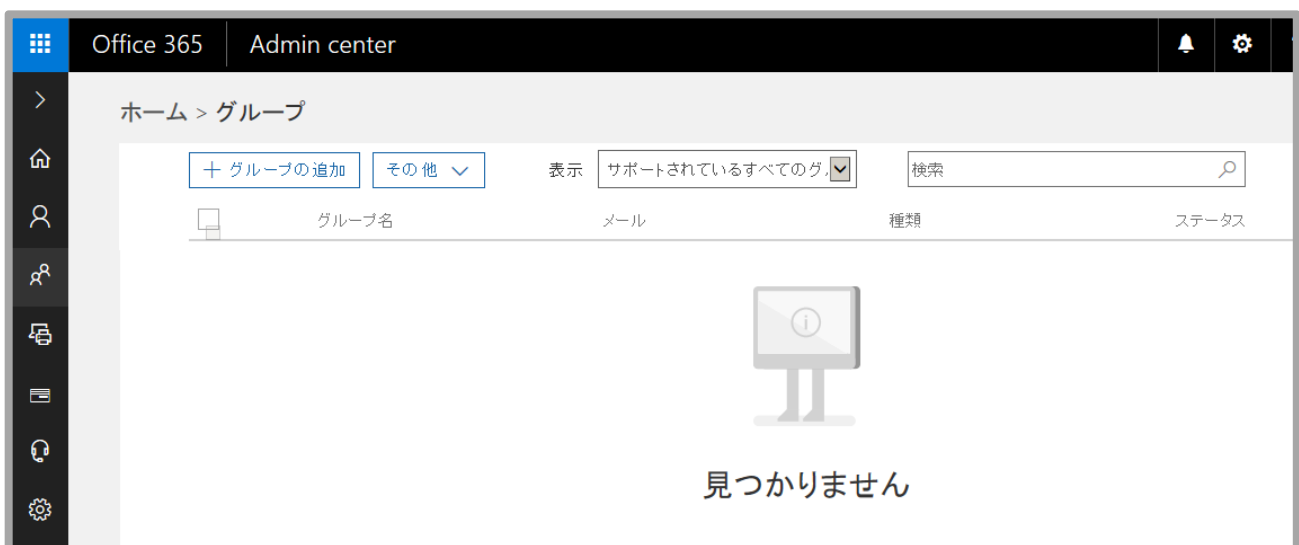 Office 365 Admin center
ホーム > グループ
グループの追加 その他 表示 サポートされているすべてのグ 検索
グループ名 メール 種類 ステータス
見つかりません